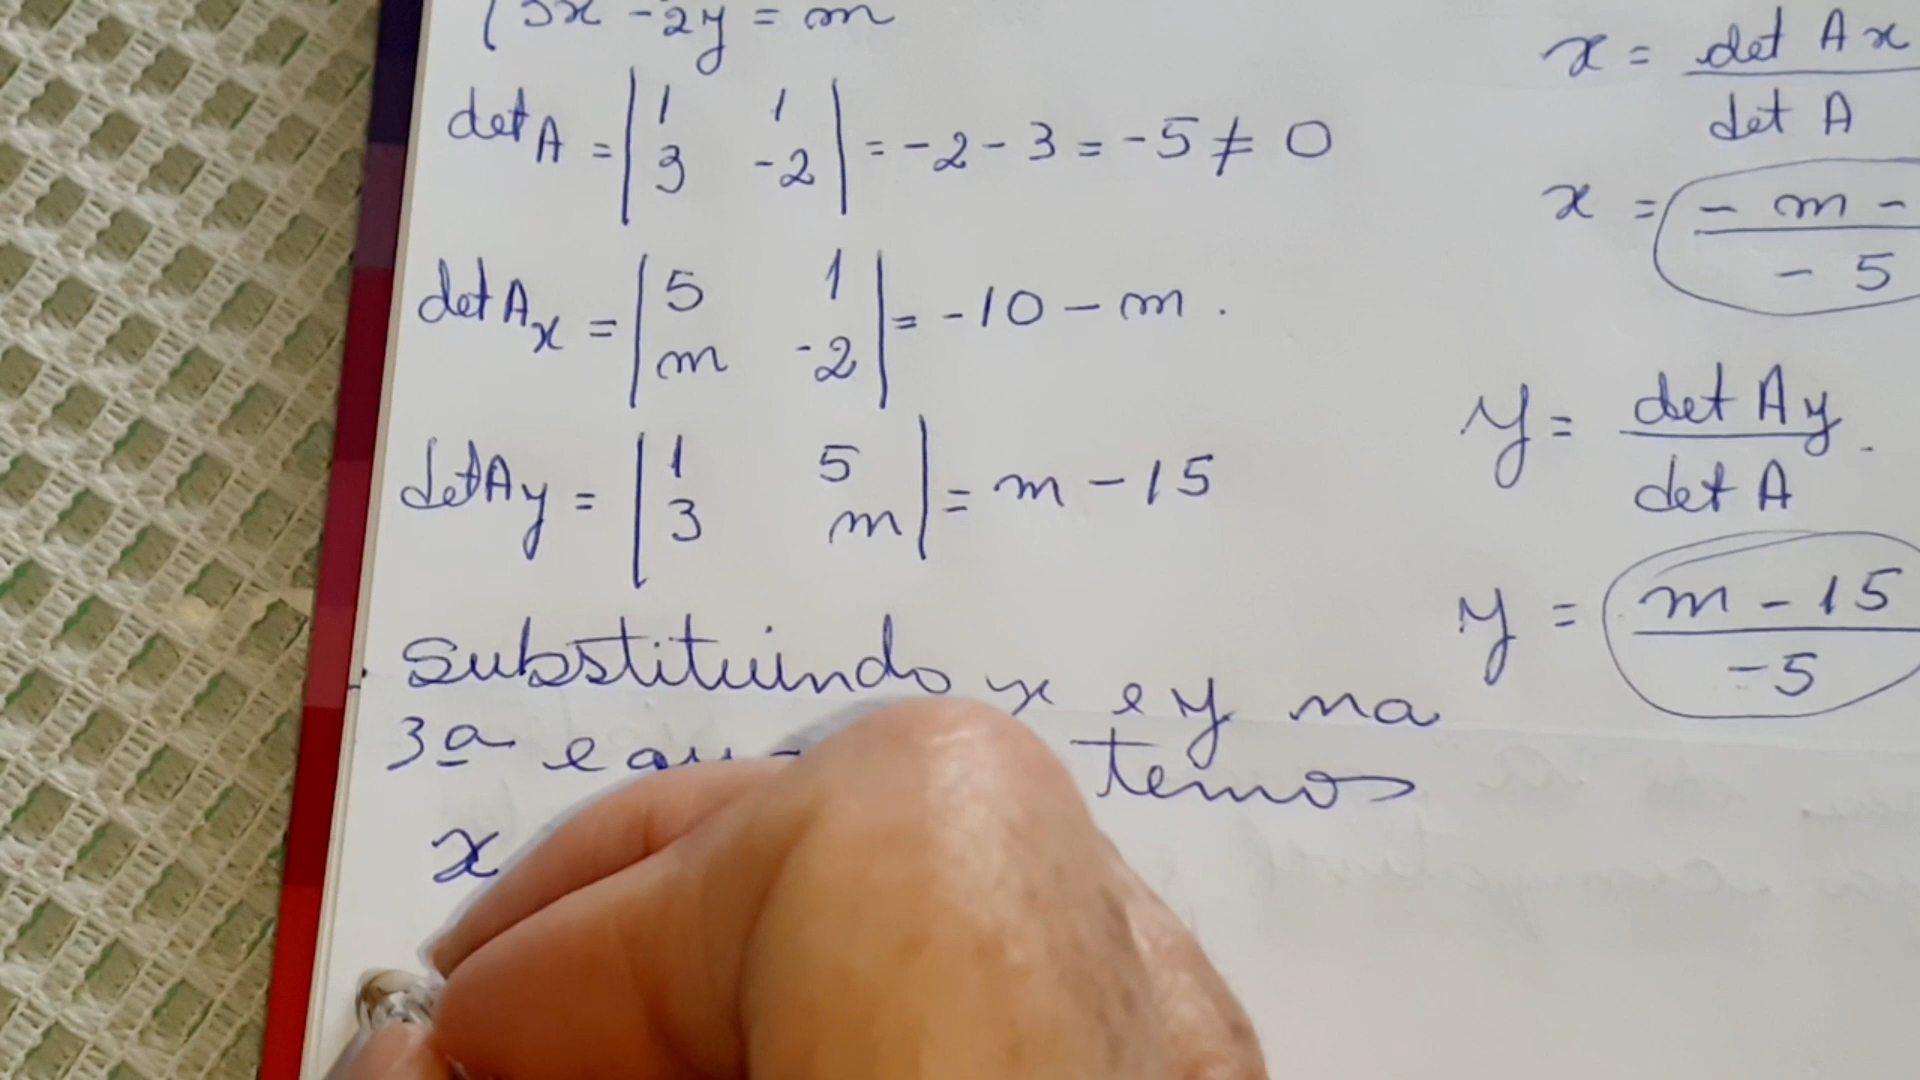 3x - 2y = m
det A = | 1 1 | = -2 - 3 = -5 ≠ 0
| 3 -2 |
det Ax = | 5 1 | = -10 - m.
| m -2 |
det Ay = | 1 5 | = m - 15
| 3 m |
substituindo x e y na
3ª temos
x
x = det Ax
det A
x = - m -
- 5
y = det Ay.
det A
y = m - 15
-5